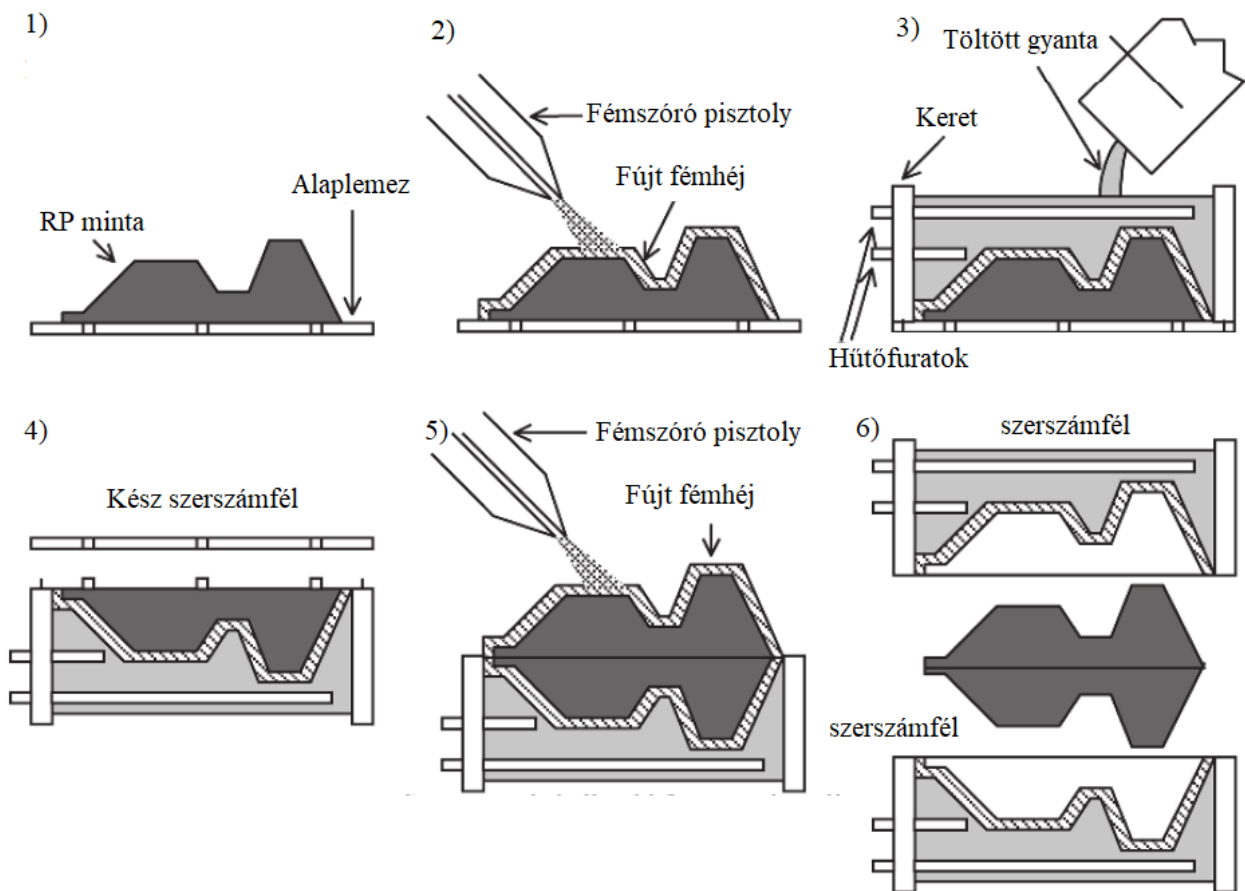 1)
RP minta
Alaplemez
2)
Fémszóró pisztoly
Fújt fémhéj
3)
Töltött gyanta
Keret
Hűtőfuratok
4)
Kész szerszámfél
5)
Fémszóró pisztoly
Fújt fémhéj
6)
szerszámfél
szerszámfél